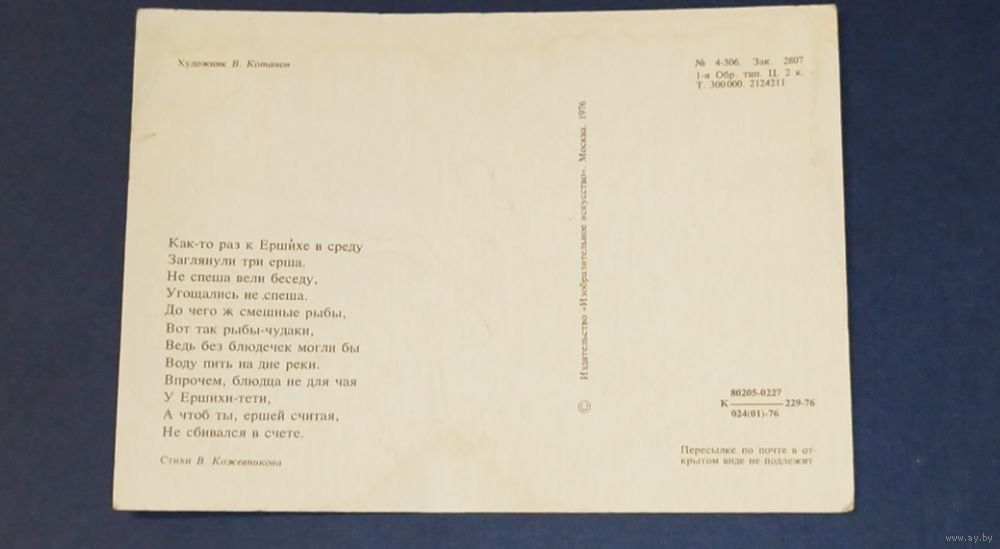 Художник В. Котанов
№ 4-306. Зак. 2807
1-я Обр. тип. Ц. 2 к.
Т. 300 000. 2124211
Как-то раз к Ерши́хе в среду
Заглянули три ерша.
Не спеша вели беседу,
Угощались не спеша.
До чего ж смешные рыбы,
Вот так рыбы-чудаки,
Ведь без блюдечек могли бы
Воду пить на дне реки.
Впрочем, блюдца не для чая
У Ершихи-тети,
А чтоб ты, ершей считая,
Не сбивался в счете.
Стихи В. Кожевникова
© Издательство «Изобразительное искусство». Москва. 1976
80205-0227
К 229-76
024(01)-76
Пересылке по почте в от-
крытом виде не подлежит
www.ay.by